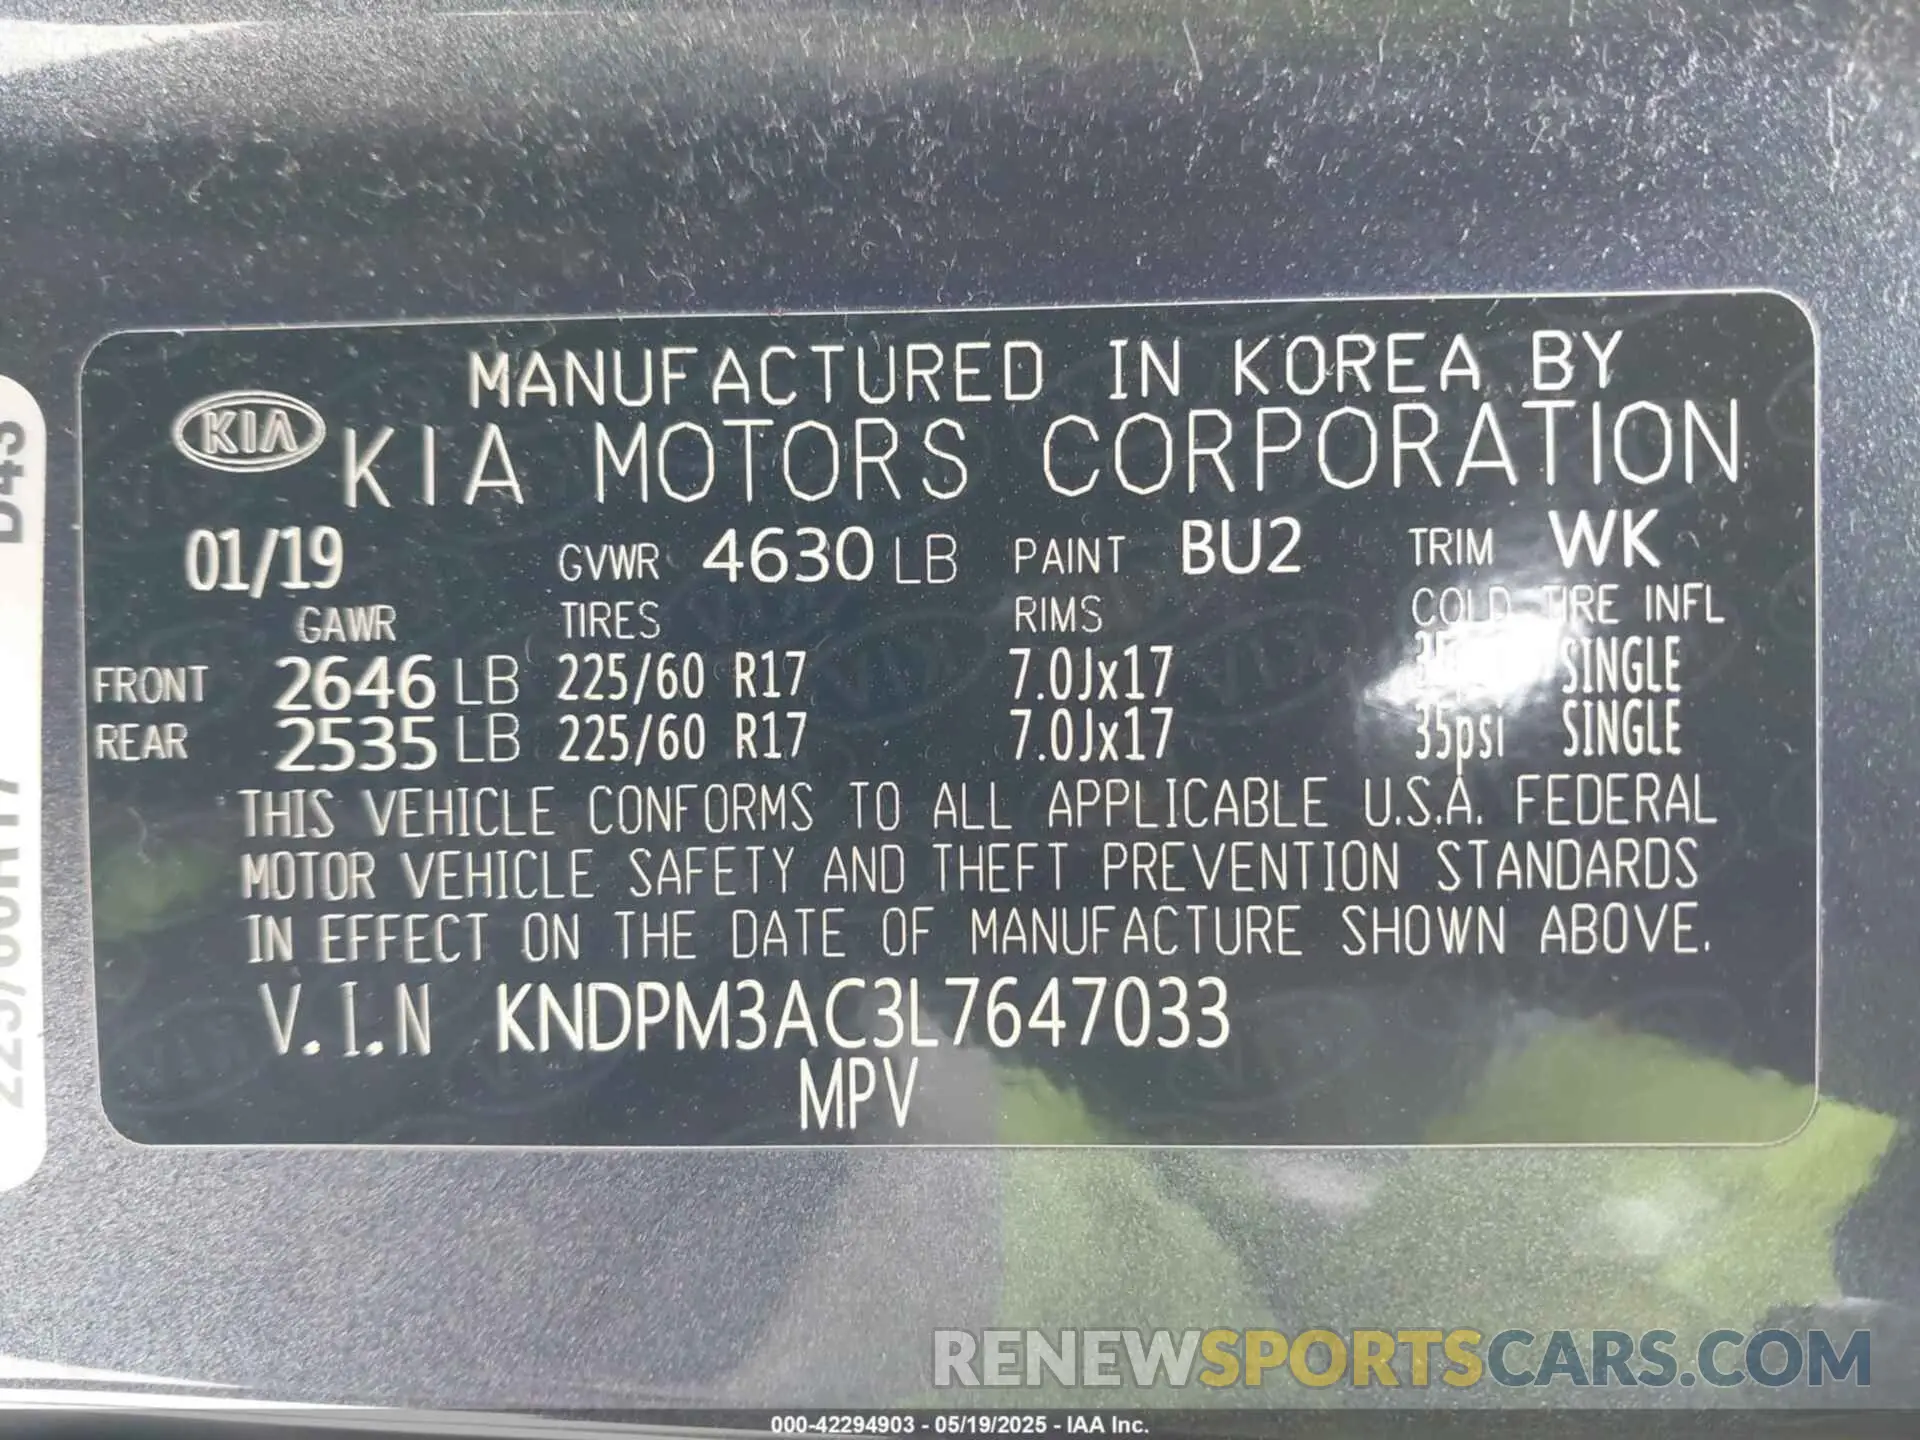 MANUFACTURED IN KOREA BY
KIA KIA MOTORS CORPORATION
01/19 GVWR 4630 LB PAINT BU2 TRIM WK
GAWR TIRES RIMS COLD TIRE INFL
FRONT 2646 LB 225/60 R17 7.0Jx17 SINGLE
REAR 2535 LB 225/60 R17 7.0Jx17 35psi SINGLE
THIS VEHICLE CONFORMS TO ALL APPLICABLE U.S.A. FEDERAL
MOTOR VEHICLE SAFETY AND THEFT PREVENTION STANDARDS
IN EFFECT ON THE DATE OF MANUFACTURE SHOWN ABOVE.
V.I.N KNDPM3AC3L7647033
MPV
RENEWSPORTSCARS.COM
000-42294903 - 05/19/2025 - IAA Inc.